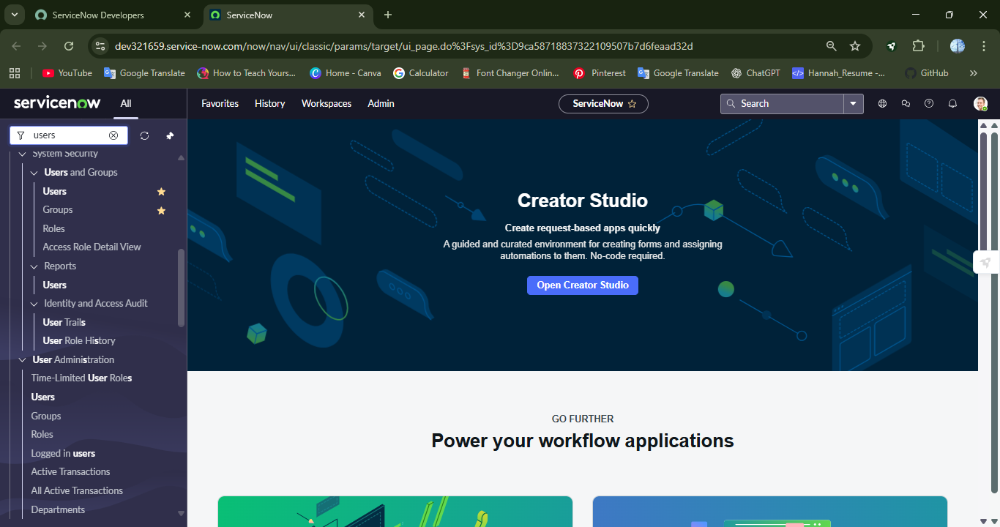 ServiceNow Developers
ServiceNow
dev321659.service-now.com/now/nav/ui/classic/params/target/ui_page.do%3Fsys_id%3D9ca58718837322109507b7d6feaad32d
YouTube
Google Translate
How to Teach Yours...
Home - Canva
Calculator
Font Changer Onlin...
Pinterest
Google Translate
ChatGPT
Hannah_Resume -...
GitHub
servicenow
All
Favorites
History
Workspaces
Admin
ServiceNow
Search
users
System Security
Users and Groups
Users
Groups
Roles
Access Role Detail View
Reports
Users
Identity and Access Audit
User Trails
User Role History
User Administration
Time-Limited User Roles
Users
Groups
Roles
Logged in users
Active Transactions
All Active Transactions
Departments
Creator Studio
Create request-based apps quickly
A guided and curated environment for creating forms and assigning
automations to them. No-code required.
Open Creator Studio
GO FURTHER
Power your workflow applications